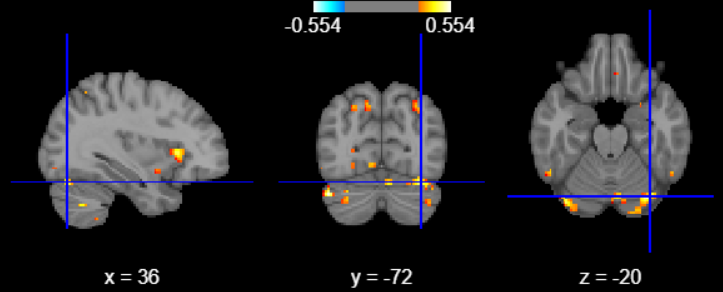 -0.554 0.554
x = 36 y = -72 z = -20